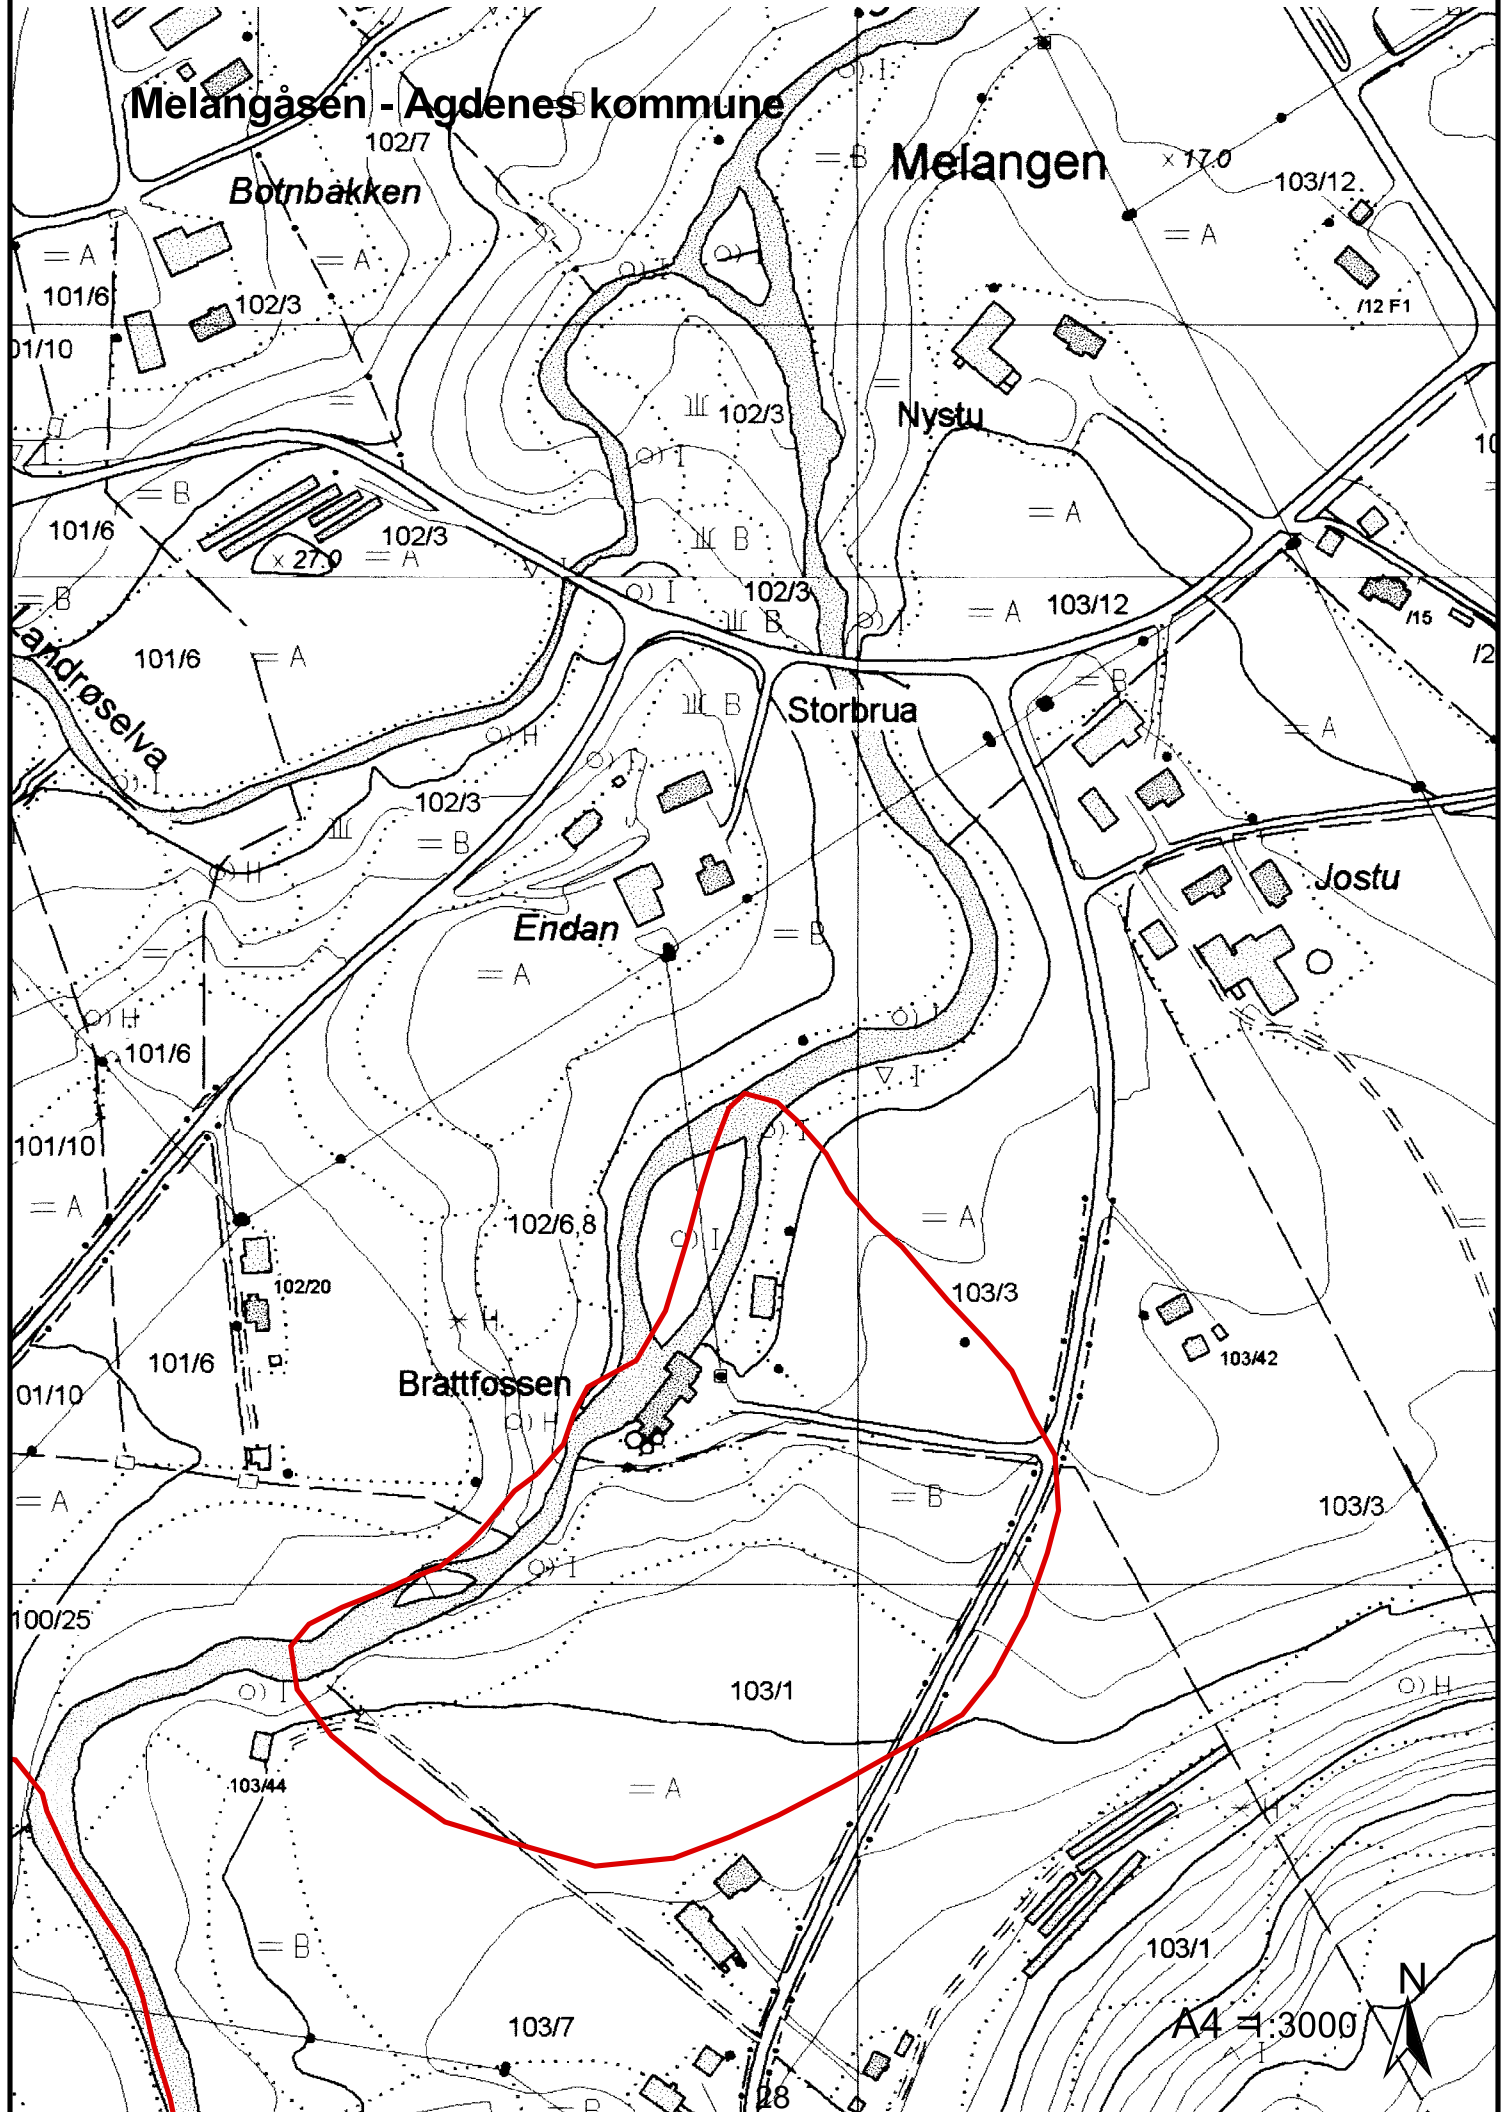 Melangåsen - Agdenes kommune
B
102/7
B
Melangen
× 17.0
103/12
Botnbakken
A
A
A
101/6
102/3
/12 F1
01/10
102/3
Nystu
10
B
A
101/6
102/3
B
× 27.0
A
B
102/3
A
103/12
B
/15
Landrøselva
101/6
A
B
/2
B
Storbrua
A
H
I
I
102/3
B
H
Jostu
Endan
B
A
I
H
101/6
I
101/10
I
A
102/6,8
A
I
102/20
103/3
H
101/6
103/42
01/10
Brattfossen
H
A
B
103/3
I
100/25
103/1
I
H
103/44
A
H
B
103/1
N
103/7
A4 =1:3000
I
28
B